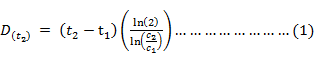 D(t₂) = (t₂ − t₁) ( ln(2) / ln(c₂/c₁) ) … … … … … … … … (1)